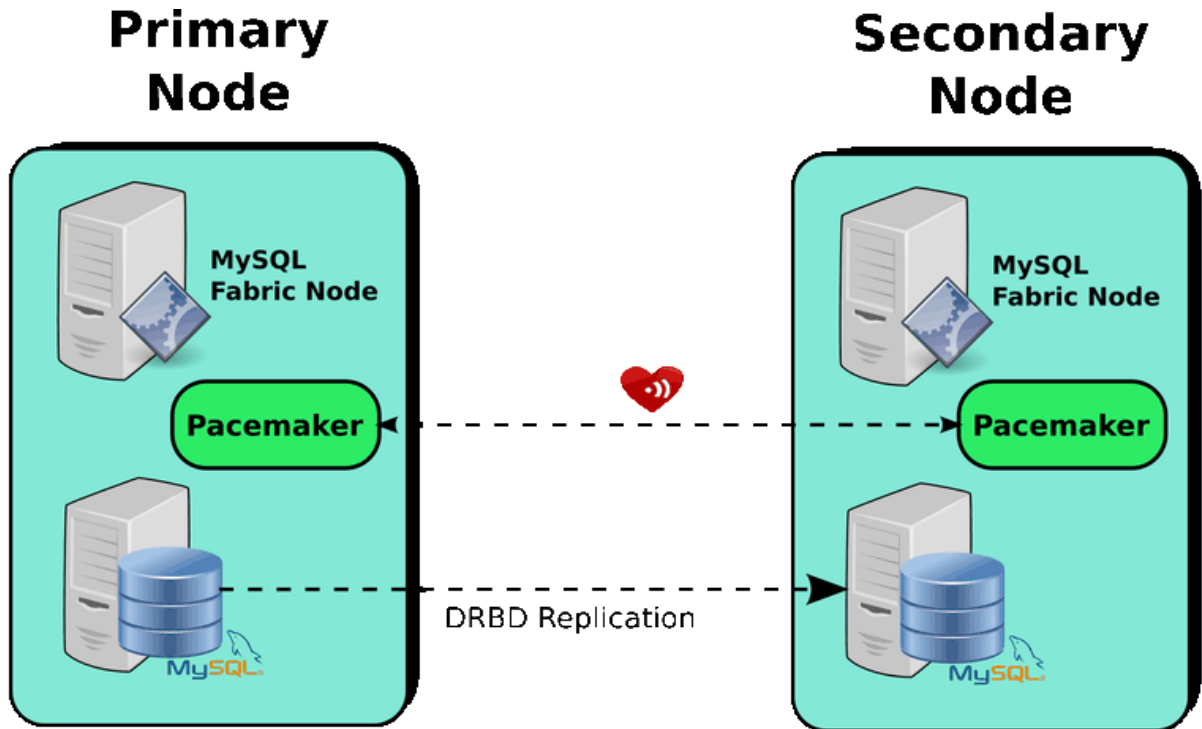 Primary
Node
Secondary
Node
MySQL
Fabric Node
MySQL
Fabric Node
Pacemaker
Pacemaker
DRBD Replication
MySQL
MySQL